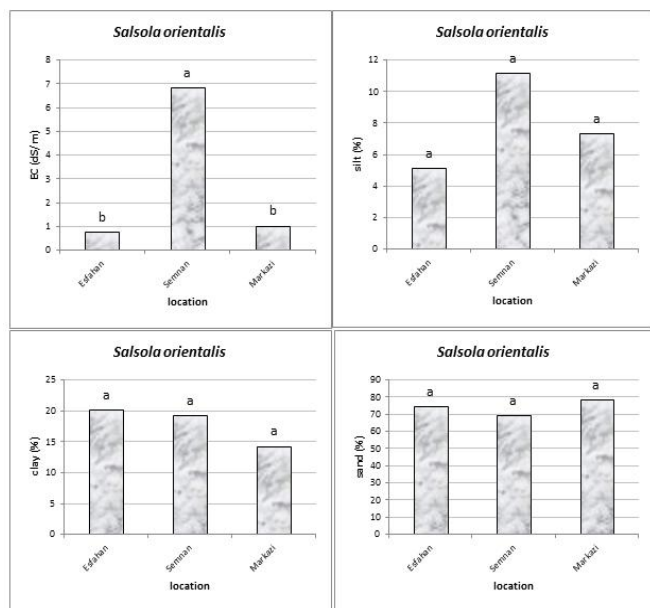 Salsola orientalis
8
7
6
5
4
3
2
1
0
EC (dS/m)
b
a
b
Esfahan
Semnan
Markazi
location
Salsola orientalis
12
10
8
6
4
2
0
silt (%)
a
a
a
Esfahan
Semnan
Markazi
location
Salsola orientalis
25
20
15
10
5
0
clay (%)
a
a
a
Esfahan
Semnan
Markazi
location
Salsola orientalis
90
80
70
60
50
40
30
20
10
0
sand (%)
a
a
a
Esfahan
Semnan
Markazi
location